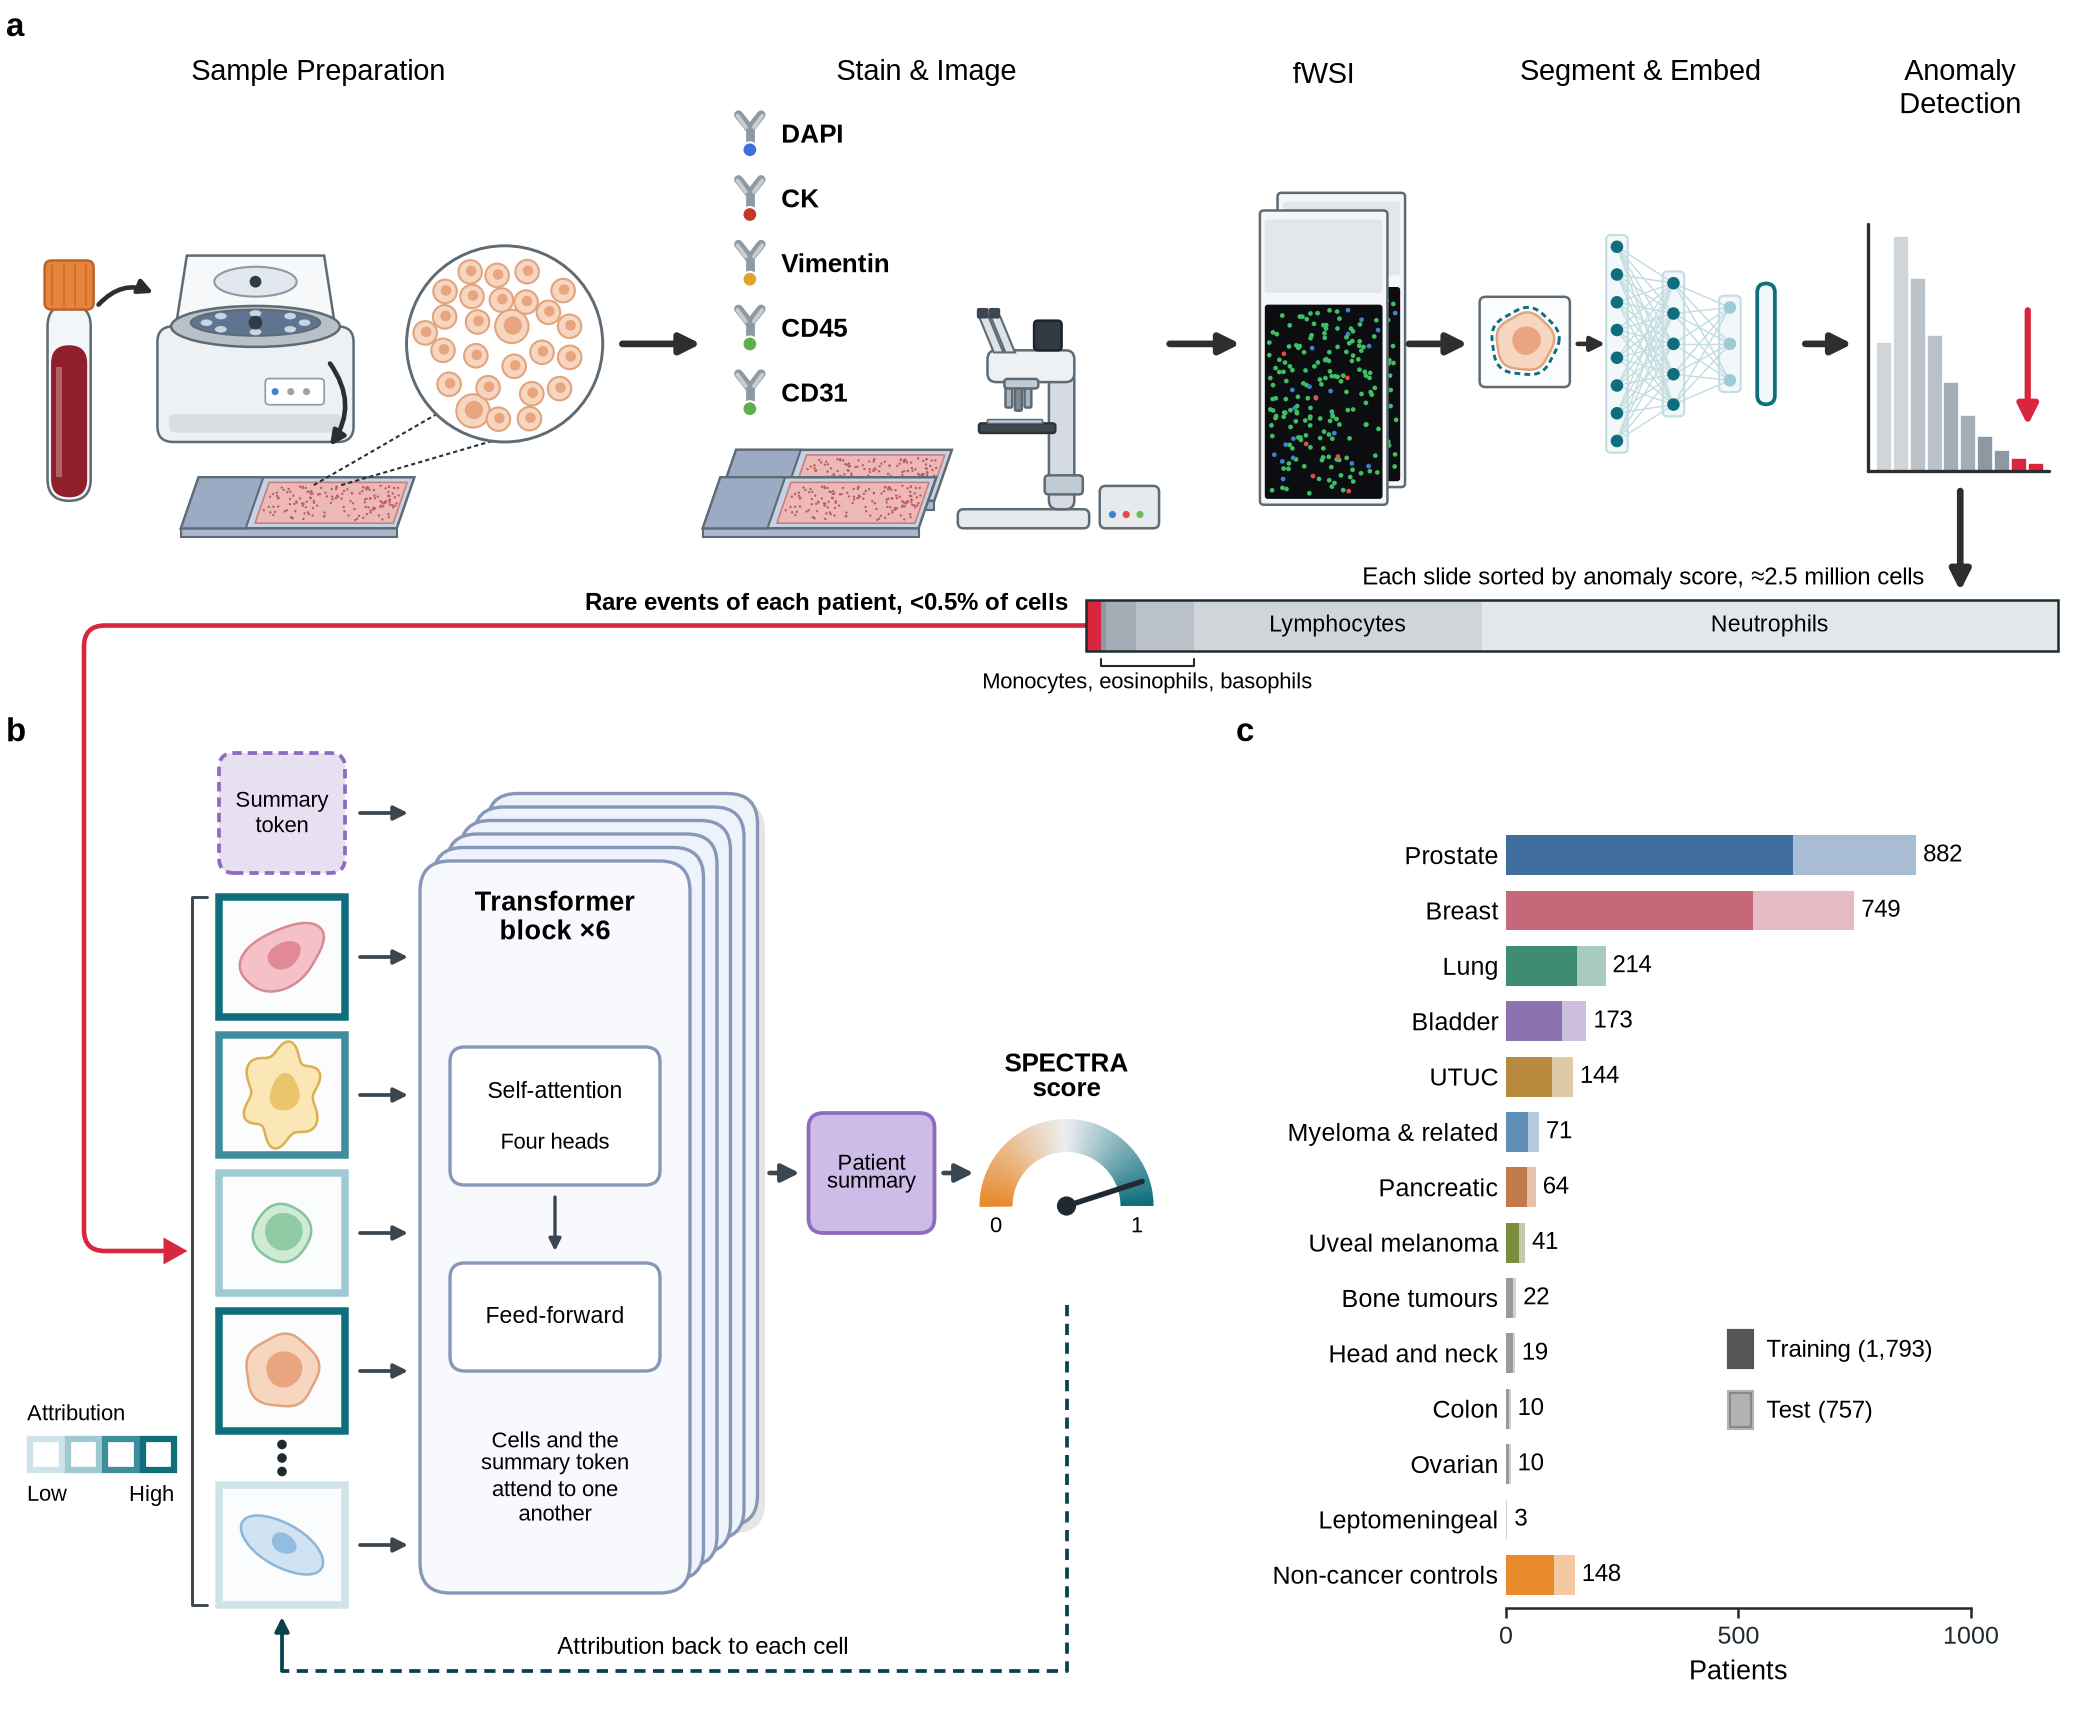 a
Sample Preparation
Stain & Image
fWSI
Segment & Embed
Anomaly
Detection
DAPI
CK
Vimentin
CD45
CD31
Each slide sorted by anomaly score, ≈2.5 million cells
Rare events of each patient, <0.5% of cells
Lymphocytes
Neutrophils
Monocytes, eosinophils, basophils
b
Summary
token
Transformer
block ×6
Self-attention
Four heads
Feed-forward
Cells and the
summary token
attend to one
another
Patient
summary
SPECTRA
score
0
1
Attribution
Low
High
Attribution back to each cell
c
Prostate 882
Breast 749
Lung 214
Bladder 173
UTUC 144
Myeloma & related 71
Pancreatic 64
Uveal melanoma 41
Bone tumours 22
Head and neck 19
Colon 10
Ovarian 10
Leptomeningeal 3
Non-cancer controls 148
Training (1,793)
Test (757)
0 500 1000
Patients